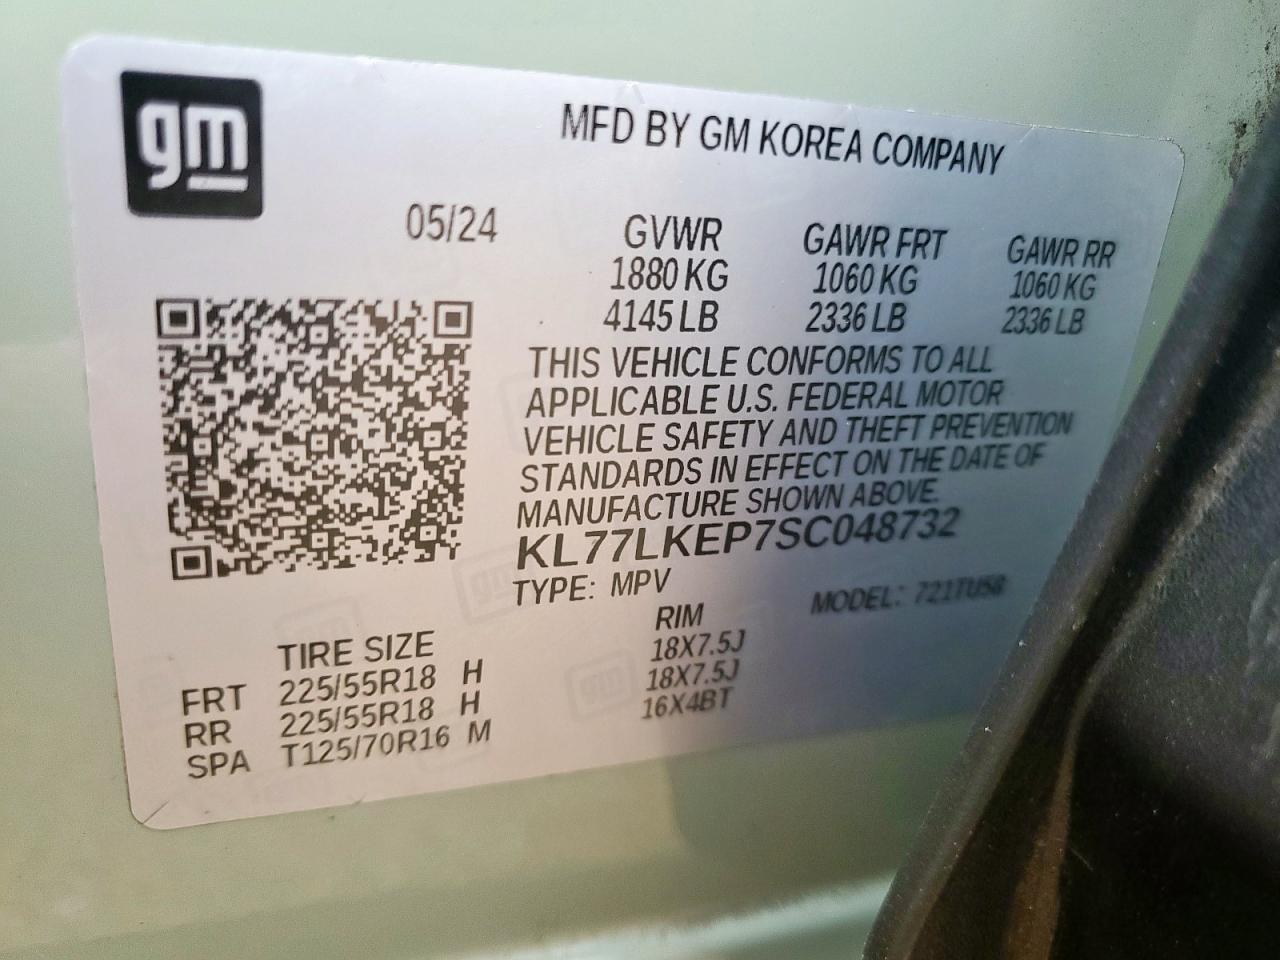 gm
MFD BY GM KOREA COMPANY
05/24
GVWR GAWR FRT GAWR RR
1880 KG 1060 KG 1060 KG
4145 LB 2336 LB 2336 LB
THIS VEHICLE CONFORMS TO ALL
APPLICABLE U.S. FEDERAL MOTOR
VEHICLE SAFETY AND THEFT PREVENTION
STANDARDS IN EFFECT ON THE DATE OF
MANUFACTURE SHOWN ABOVE.
KL77LKEP7SC048732
TYPE: MPV MODEL: 721TU58
TIRE SIZE RIM
FRT 225/55R18 H 18X7.5J
RR 225/55R18 H 18X7.5J
SPA T125/70R16 M 16X4BT